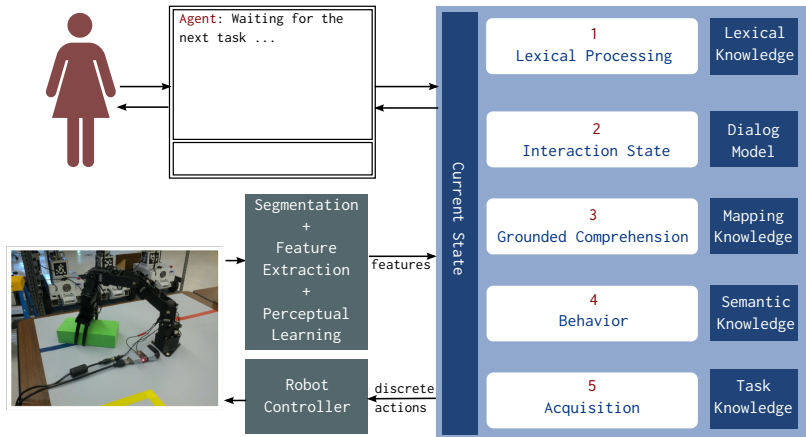 Agent: Waiting for the
next task ...
1
Lexical Processing
Lexical
Knowledge
2
Interaction State
Dialog
Model
Current State
Segmentation
+
Feature
Extraction
+
Perceptual
Learning
features
3
Grounded Comprehension
Mapping
Knowledge
4
Behavior
Semantic
Knowledge
Robot
Controller
discrete
actions
5
Acquisition
Task
Knowledge